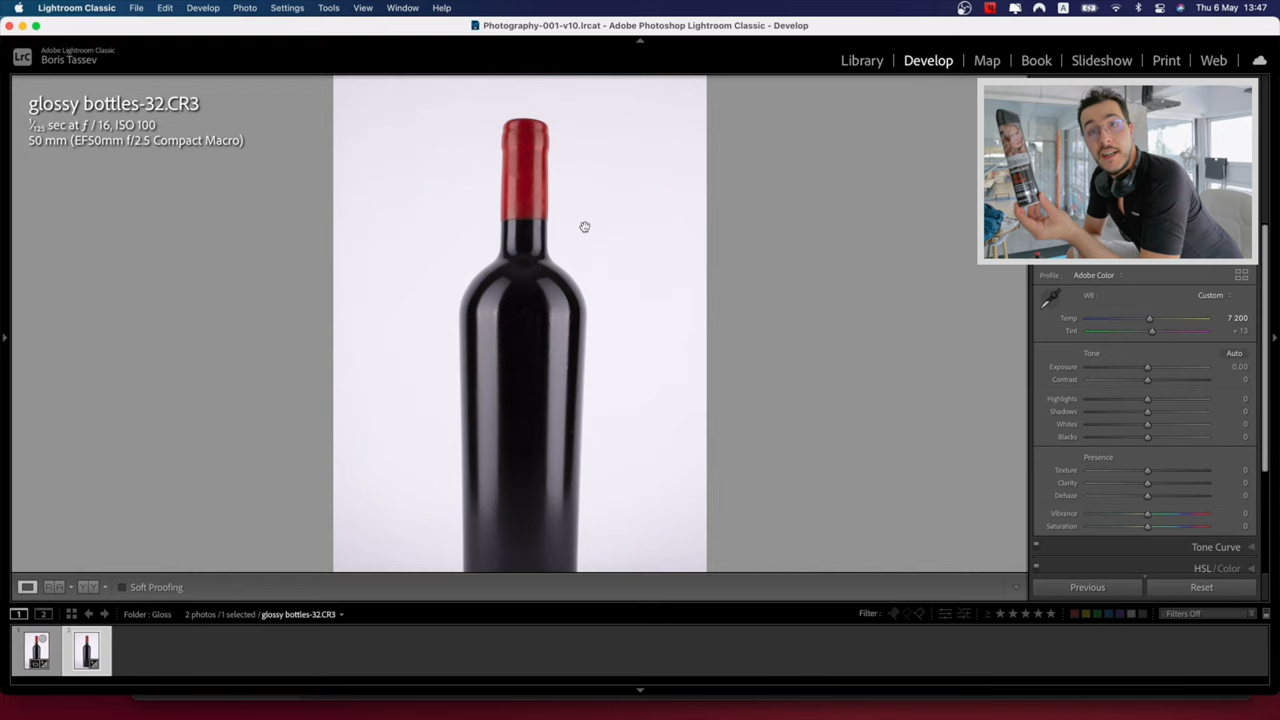 Lightroom Classic File Edit Photo Develop Settings Tools View Window Help A Thu 6 May 13:47
Photography-001-v10.lrcat - Adobe Photoshop Lightroom Classic - Develop
LrC Adobe Lightroom Classic
Boris Tassev
Library Develop Map Book Slideshow Print Web
glossy bottles-32.CR3
1/125 sec at ƒ / 16, ISO 100
50 mm (EF50mm f/2.5 Compact Macro)
Profile : Adobe Color
WB : Custom
Temp 7 200
Tint + 13
Tone Auto
Exposure 0,00
Contrast 0
Highlights 0
Shadows 0
Whites 0
Blacks 0
Presence
Texture 0
Clarity 0
Dehaze 0
Vibrance 0
Saturation 0
Tone Curve
HSL / Color
Previous Reset
R A Y Y Soft Proofing
1 2 Folder : Gloss 2 photos / 1 selected / glossy bottles-32.CR3 Filter : ≥ Filters Off
1 2